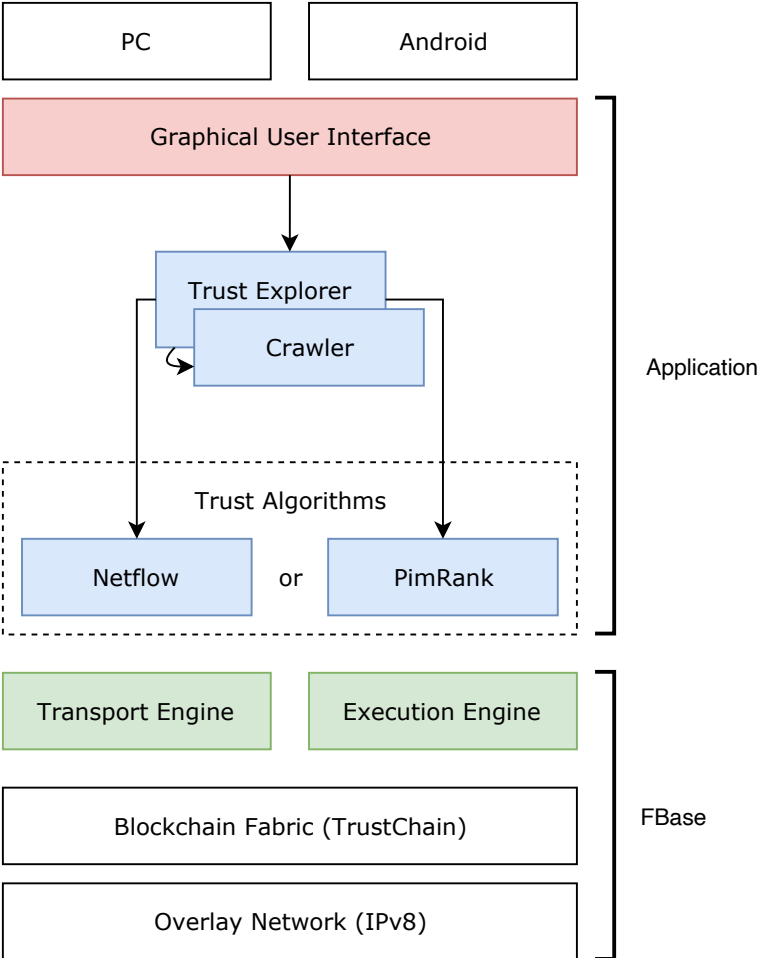 PC
Android
Graphical User Interface
Trust Explorer
Crawler
Application
Trust Algorithms
Netflow
or
PimRank
Transport Engine
Execution Engine
Blockchain Fabric (TrustChain)
FBase
Overlay Network (IPv8)